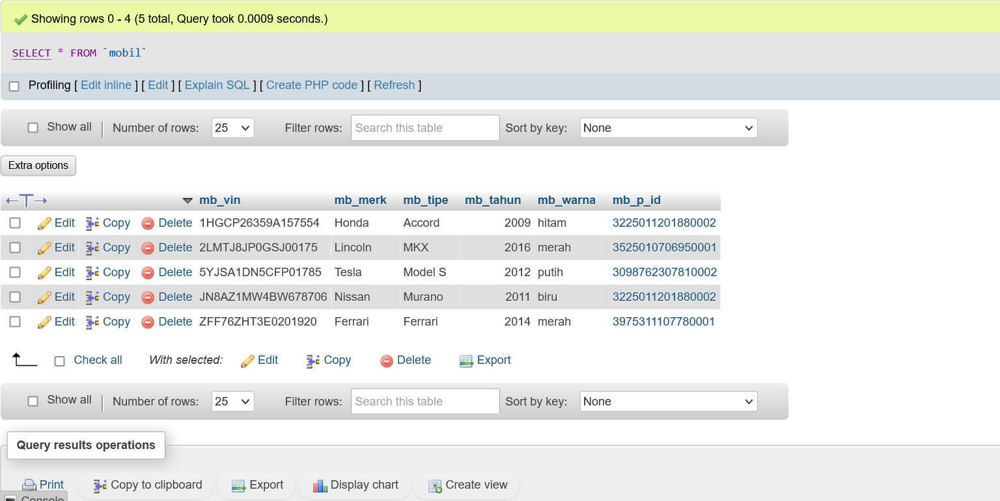 Showing rows 0 - 4 (5 total, Query took 0.0009 seconds.)
SELECT * FROM `mobil`
Profiling [ Edit inline ] [ Edit ] [ Explain SQL ] [ Create PHP code ] [ Refresh ]
Show all | Number of rows: 25 Filter rows: Search this table Sort by key: None
Extra options
←T→ mb_vin mb_merk mb_tipe mb_tahun mb_warna mb_p_id
Edit Copy Delete 1HGCP26359A157554 Honda Accord 2009 hitam 3225011201880002
Edit Copy Delete 2LMTJ8JP0GSJ00175 Lincoln MKX 2016 merah 3525010706950001
Edit Copy Delete 5YJSA1DN5CFP01785 Tesla Model S 2012 putih 3098762307810002
Edit Copy Delete JN8AZ1MW4BW678706 Nissan Murano 2011 biru 3225011201880002
Edit Copy Delete ZFF76ZHT3E0201920 Ferrari Ferrari 2014 merah 3975311107780001
Check all With selected: Edit Copy Delete Export
Show all | Number of rows: 25 Filter rows: Search this table Sort by key: None
Query results operations
Print Copy to clipboard Export Display chart Create view
Console